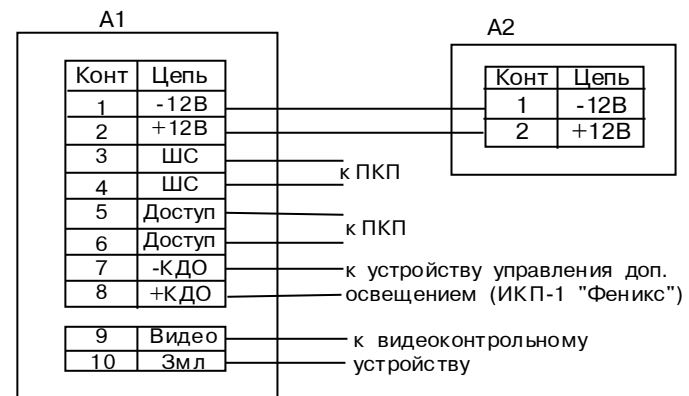 А1
А2
Конт Цепь
1 -12В
2 +12В
3 ШС
4 ШС
5 Доступ
6 Доступ
7 -КДО
8 +КДО
9 Видео
10 Змл
к ПКП
к ПКП
к устройству управления доп.
освещением (ИКП-1 "Феникс")
к видеоконтрольному
устройству
Конт Цепь
1 -12В
2 +12В